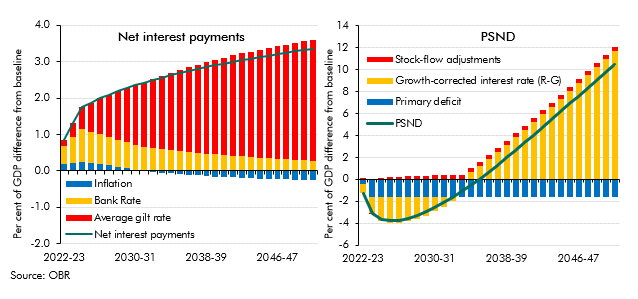 Net interest payments
Per cent of GDP difference from baseline
4.0
3.0
2.0
1.0
0.0
-1.0
-2.0
Inflation
Bank Rate
Average gilt rate
Net interest payments
2022-23 2030-31 2038-39 2046-47
PSND
Per cent of GDP difference from baseline
14
12
10
8
6
4
2
0
-2
-4
-6
Stock-flow adjustments
Growth-corrected interest rate (R-G)
Primary deficit
PSND
2022-23 2030-31 2038-39 2046-47
Source: OBR